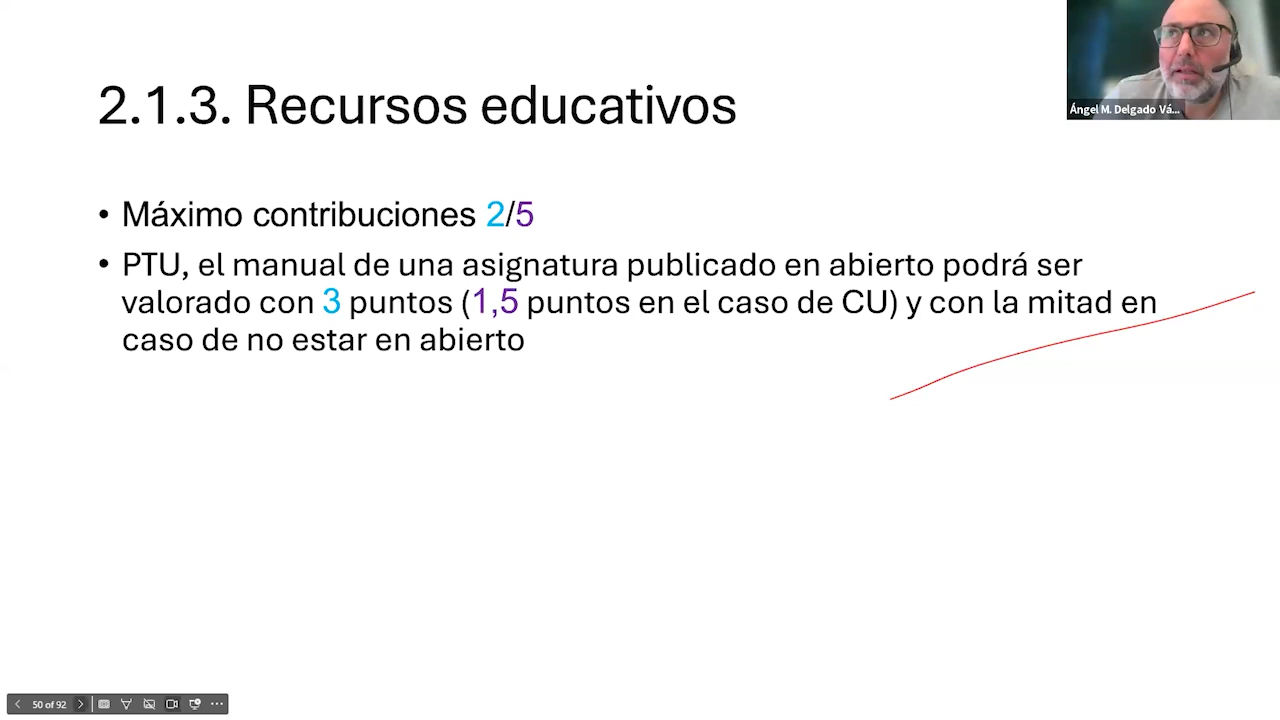 2.1.3. Recursos educativos
Ángel M. Delgado Vá...
• Máximo contribuciones 2/5
• PTU, el manual de una asignatura publicado en abierto podrá ser
valorado con 3 puntos (1,5 puntos en el caso de CU) y con la mitad en
caso de no estar en abierto
50 of 92